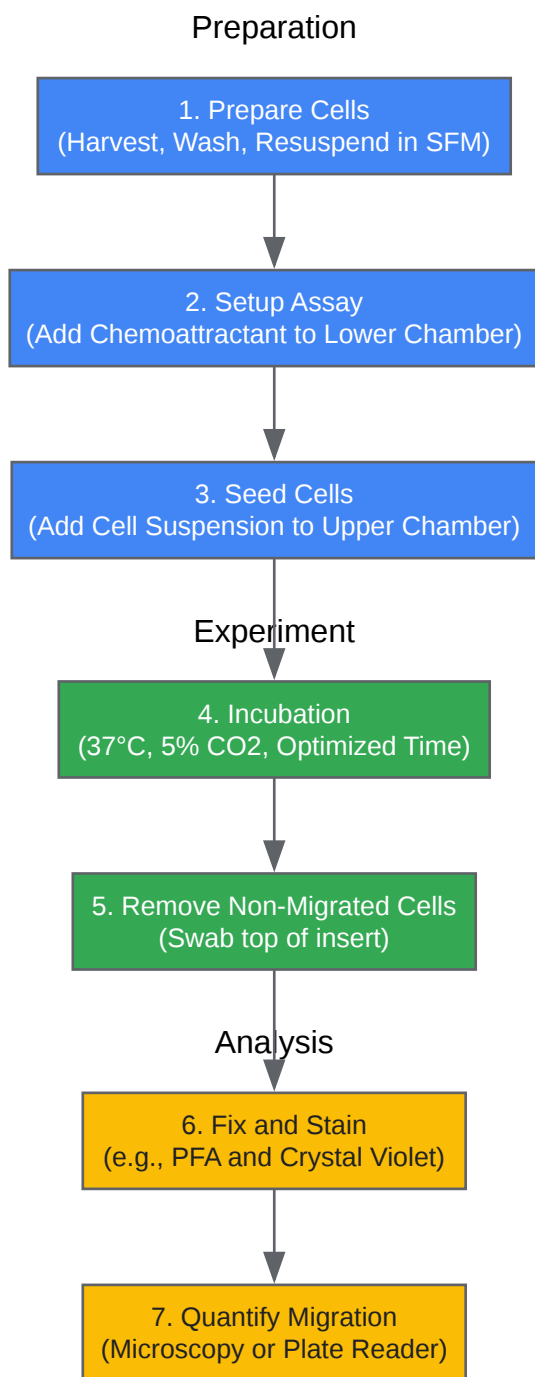 Preparation
1. Prepare Cells
(Harvest, Wash, Resuspend in SFM)
2. Setup Assay
(Add Chemoattractant to Lower Chamber)
3. Seed Cells
(Add Cell Suspension to Upper Chamber)
Experiment
4. Incubation
(37°C, 5% CO2, Optimized Time)
5. Remove Non-Migrated Cells
(Swab top of insert)
Analysis
6. Fix and Stain
(e.g., PFA and Crystal Violet)
7. Quantify Migration
(Microscopy or Plate Reader)